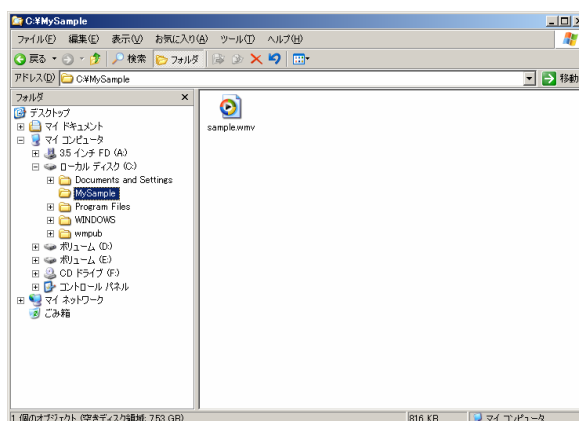 C:¥MySample
ファイル(F) 編集(E) 表示(V) お気に入り(A) ツール(T) ヘルプ(H)
戻る 検索 フォルダ
アドレス(D) C:¥MySample 移動
フォルダ ×
デスクトップ
マイ ドキュメント
マイ コンピュータ
3.5 インチ FD (A:)
ローカル ディスク (C:)
Documents and Settings
MySample
Program Files
WINDOWS
wmpub
ボリューム (D:)
ボリューム (E:)
CD ドライブ (F:)
コントロール パネル
マイ ネットワーク
ごみ箱
sample.wmv
1 個のオブジェクト (空きディスク領域: 7.53 GB) 816 KB マイ コンピュータ